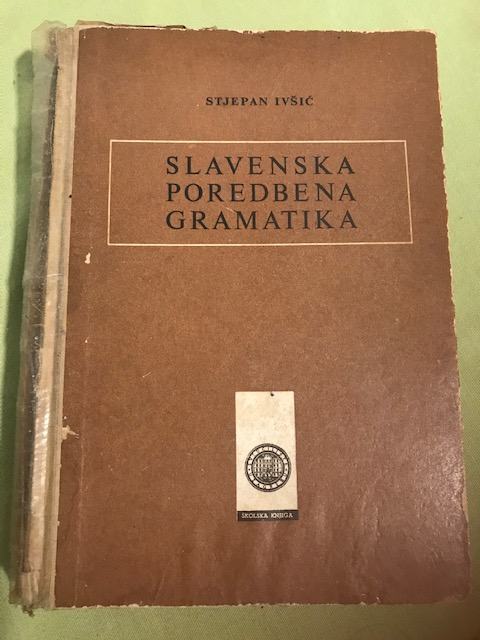 STJEPAN IVŠIĆ
SLAVENSKA
POREDBENA
GRAMATIKA
ŠKOLSKA KNJIGA